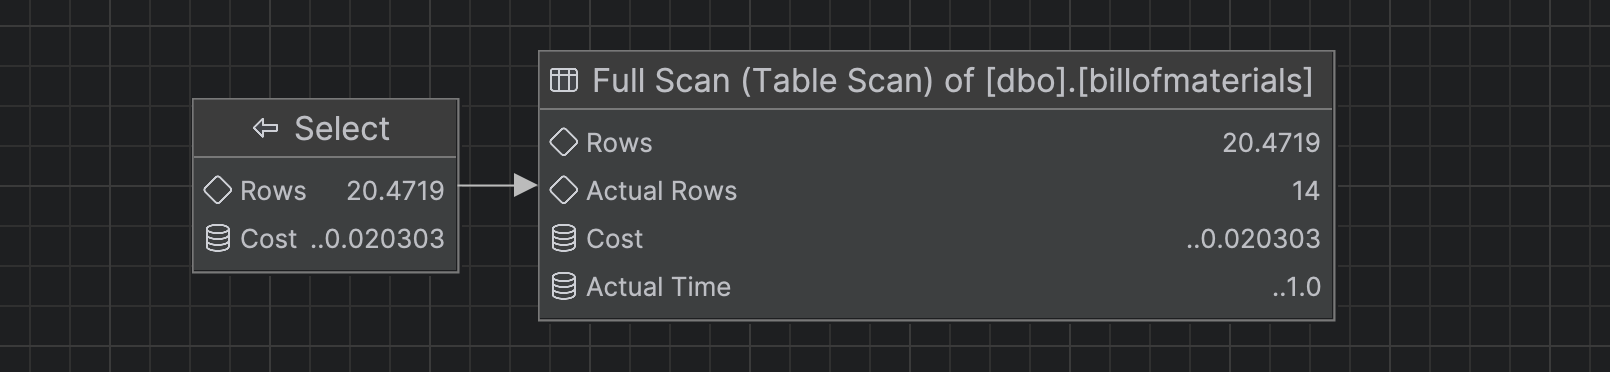 Select
Rows 20.4719
Cost ..0.020303
Full Scan (Table Scan) of [dbo].[billofmaterials]
Rows 20.4719
Actual Rows 14
Cost ..0.020303
Actual Time ..1.0